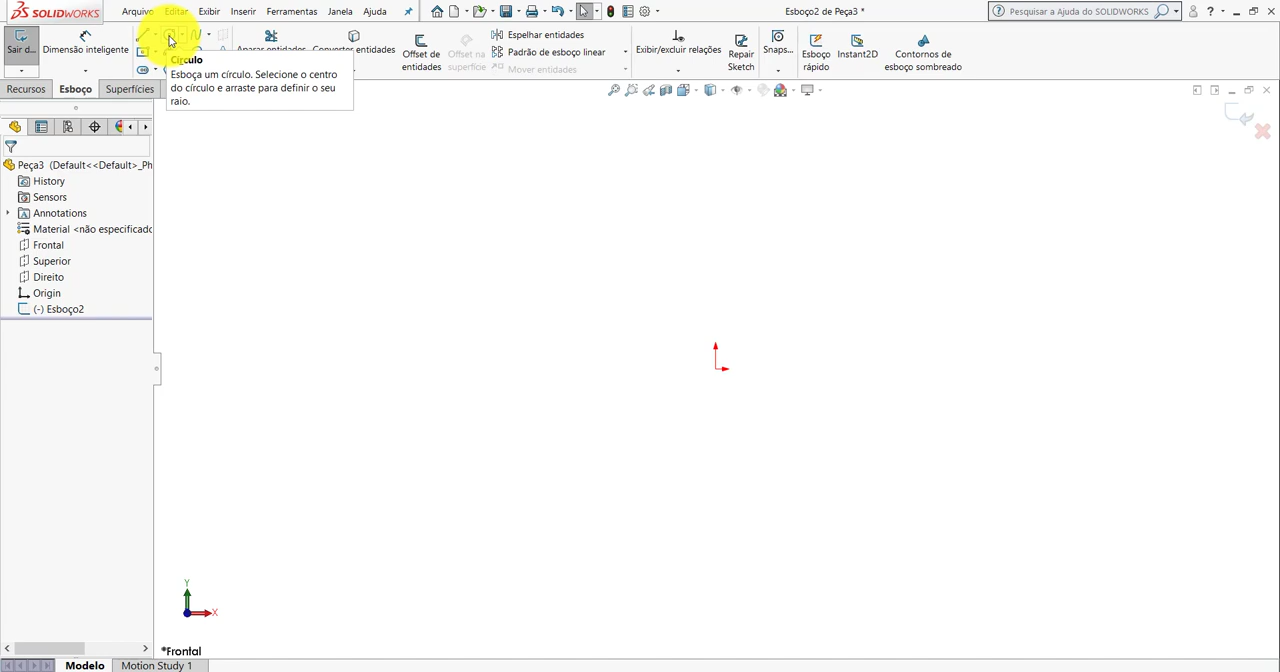 SOLIDWORKS
Arquivo Editar Exibir Inserir Ferramentas Janela Ajuda
Esboço2 de Peça3 *
Pesquisar a Ajuda do SOLIDWORKS
Sair d...
Dimensão inteligente
Converter entidades
Offset de entidades
Offset na superfície
Espelhar entidades
Padrão de esboço linear
Mover entidades
Exibir/excluir relações
Repair Sketch
Snaps...
Esboço rápido
Instant2D
Contornos de esboço sombreado
Círculo
Esboça um círculo. Selecione o centro
do círculo e arraste para definir o seu
raio.
Recursos Esboço Superfícies
Peça3 (Default<<Default>_Ph
History
Sensors
Annotations
Material <não especificado
Frontal
Superior
Direito
Origin
(-) Esboço2
Y
X
*Frontal
Modelo Motion Study 1